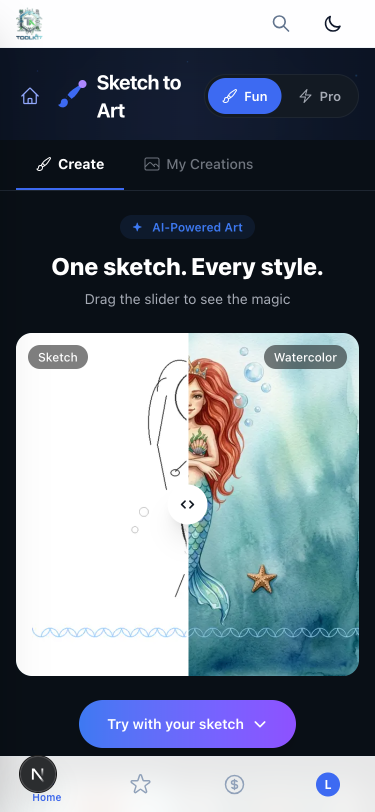 TOOLKIT
Sketch to
Art
Fun
Pro
Create
My Creations
AI-Powered Art
One sketch. Every style.
Drag the slider to see the magic
Sketch
Watercolor
Try with your sketch
N
Home
L